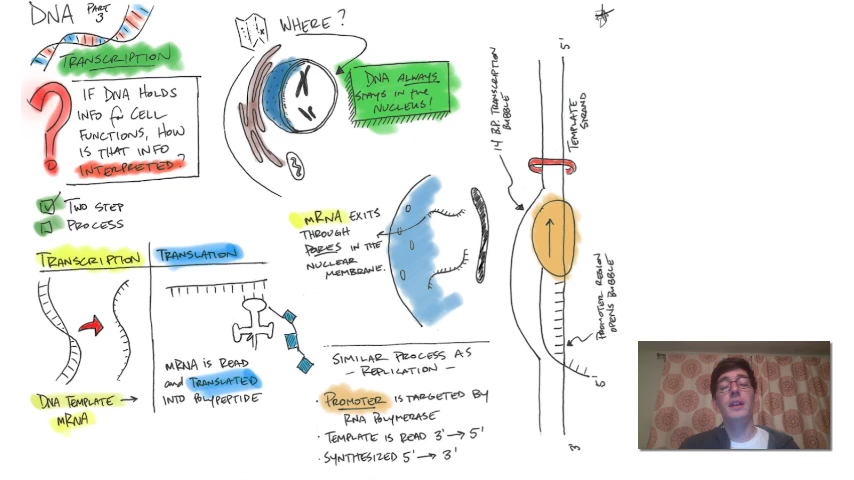 DNA PART 3
TRANSCRIPTION
IF DNA HOLDS
INFO for CELL
FUNCTIONS, HOW
IS THAT INFO
INTERPRETED?
TWO STEP
PROCESS
TRANSCRIPTION
TRANSLATION
DNA TEMPLATE →
mRNA
MRNA IS READ
and TRANSLATED
INTO POLYPEPTIDE
WHERE?
DNA ALWAYS
STAYS in the
NUCLEUS!
mRNA EXITS
THROUGH
PORES IN THE
NUCLEAR
MEMBRANE.
SIMILAR PROCESS AS
- REPLICATION -
· PROMOTER IS TARGETED BY
RNA POLYMERASE
· TEMPLATE IS READ 3' → 5'
· SYNTHESIZED 5' → 3'
14 B.P. TRANSCRIPTION
BUBBLE
5'
TEMPLATE
STRAND
PROMOTER REGION
OPENS BUBBLE
5'
3'